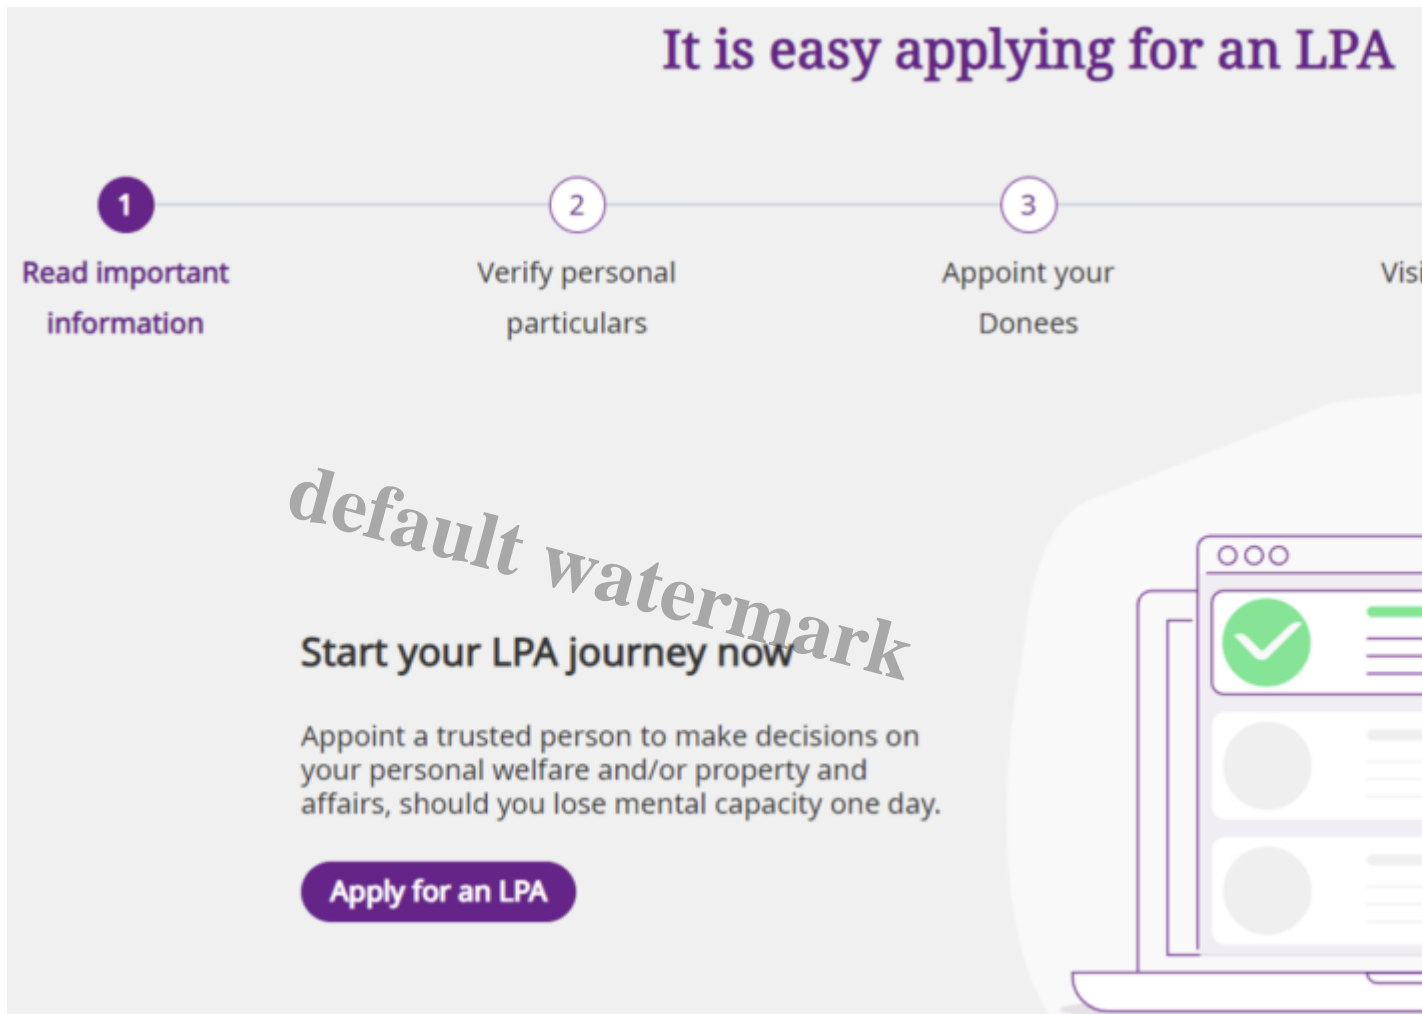 It is easy applying for an LPA
1
2
3
Read important
information
Verify personal
particulars
Appoint your
Donees
Visi
default watermark
Start your LPA journey now
Appoint a trusted person to make decisions on
your personal welfare and/or property and
affairs, should you lose mental capacity one day.
Apply for an LPA